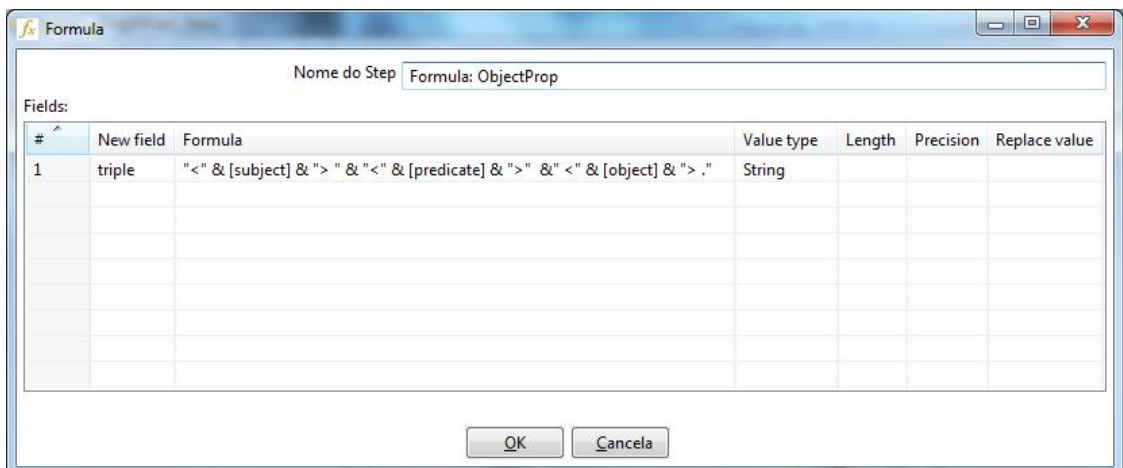 Formula
Nome do Step Formula: ObjectProp
Fields:
# New field Formula Value type Length Precision Replace value
1 triple "<" & [subject] & "> " & "<" & [predicate] & ">" &" <" & [object] & "> ." String
OK Cancela